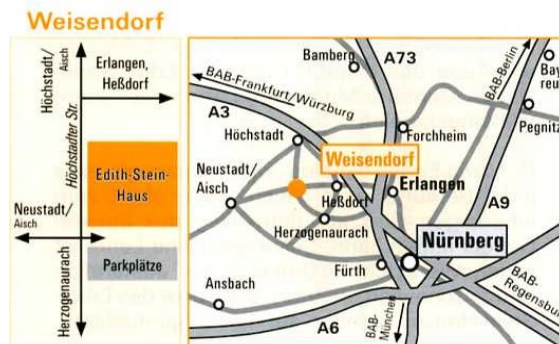 Weisendorf
Höchstadt/
Aisch
Erlangen,
Heßdorf
Höchstadter Str.
Edith-Stein-
Haus
Neustadt/
Aisch
Parkplätze
Herzogenaurach
Bamberg
A73
BAB-Berlin
BAB-Frankfurt/Würzburg
A3
Pegnitz
Höchstadt
Forchheim
Weisendorf
Neustadt/
Aisch
Heßdorf
Erlangen
A9
Herzogenaurach
Nürnberg
Fürth
Ansbach
BAB-
München
A6
BAB-